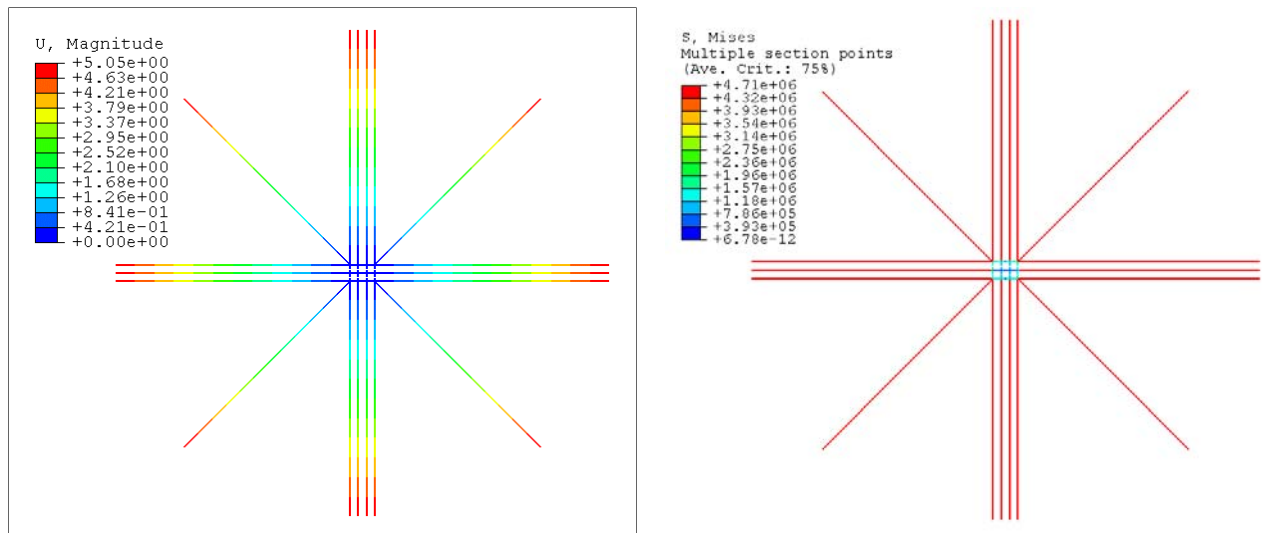 U, Magnitude
+5.05e+00
+4.63e+00
+4.21e+00
+3.79e+00
+3.37e+00
+2.95e+00
+2.52e+00
+2.10e+00
+1.68e+00
+1.26e+00
+8.41e-01
+4.21e-01
+0.00e+00
S, Mises
Multiple section points
(Ave. Crit.: 75%)
+4.71e+06
+4.32e+06
+3.93e+06
+3.54e+06
+3.14e+06
+2.75e+06
+2.36e+06
+1.96e+06
+1.57e+06
+1.18e+06
+7.86e+05
+3.93e+05
+6.78e-12